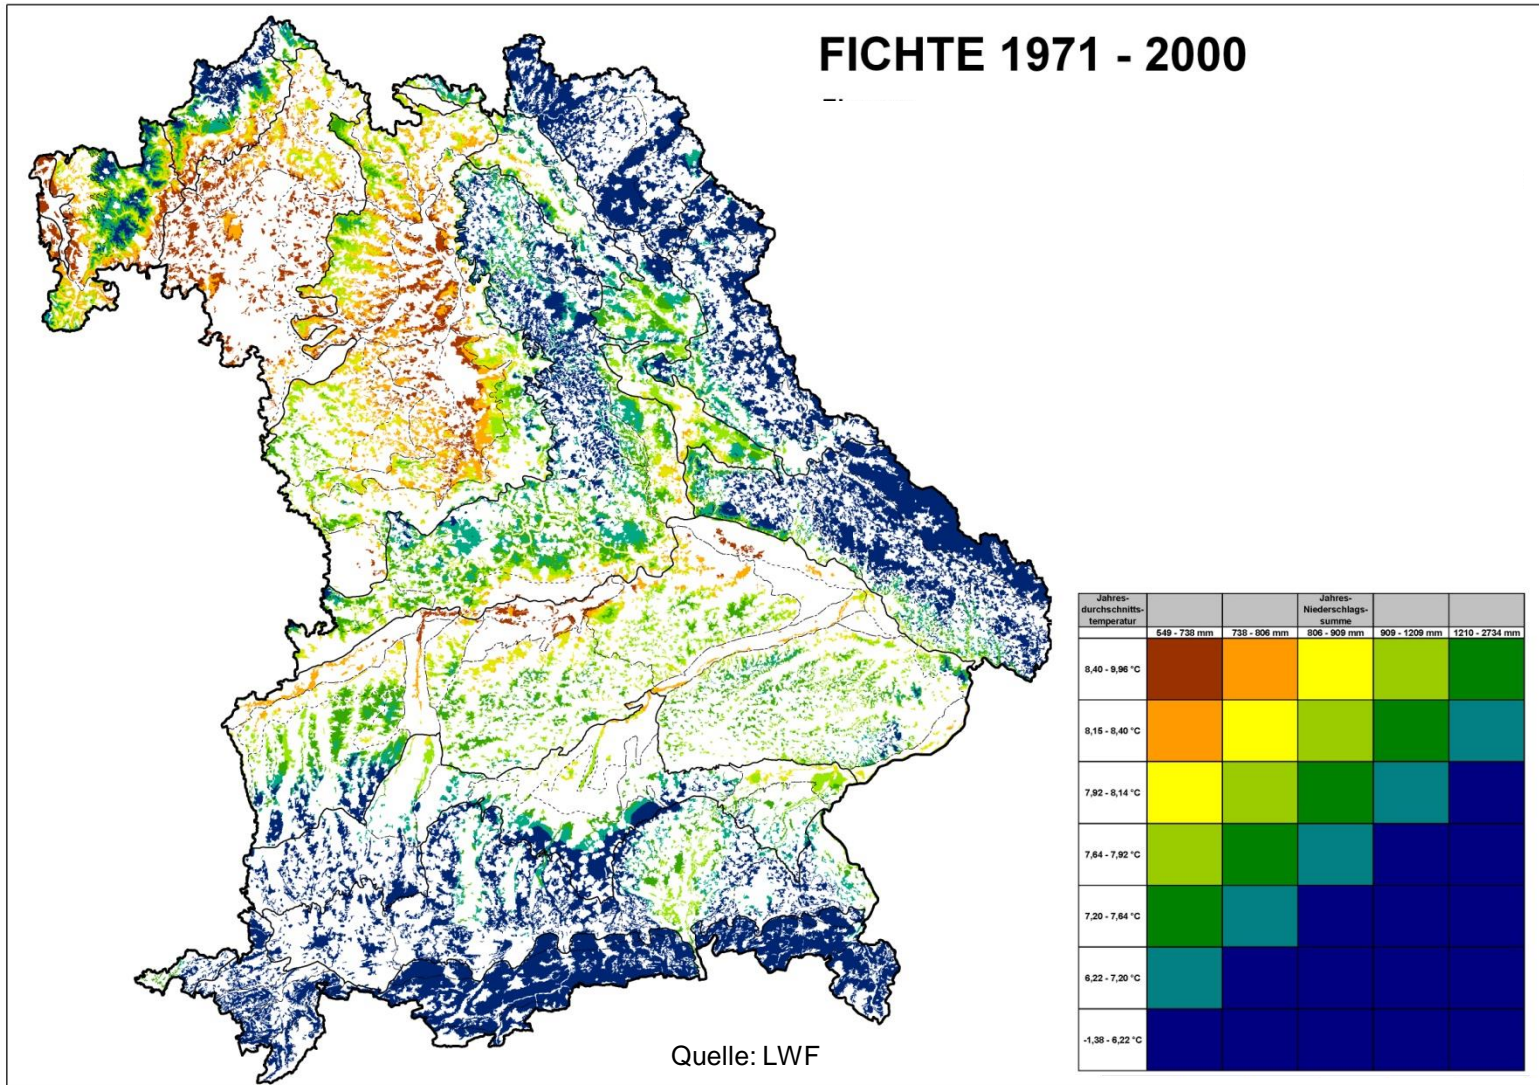 FICHTE 1971 - 2000
Jahres-
durchschnitts-
temperatur
Jahres-
Niederschlags-
summe
549 - 738 mm 738 - 806 mm 806 - 909 mm 909 - 1209 mm 1210 - 2734 mm
8,40 - 9,96 °C
8,15 - 8,40 °C
7,92 - 8,14 °C
7,64 - 7,92 °C
7,20 - 7,64 °C
6,22 - 7,20 °C
-1,38 - 6,22 °C
Quelle: LWF